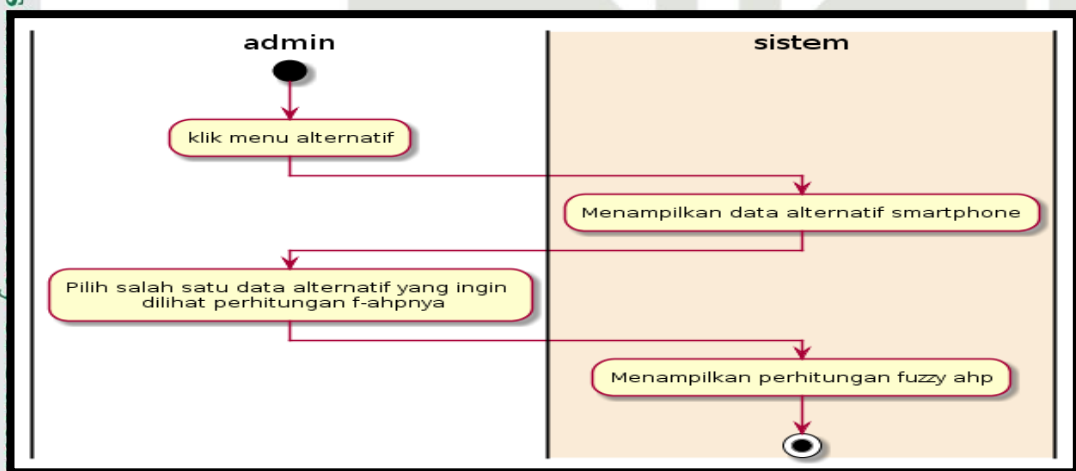 admin
sistem
klik menu alternatif
Menampilkan data alternatif smartphone
Pilih salah satu data alternatif yang ingin
dilihat perhitungan f-ahpnya
Menampilkan perhitungan fuzzy ahp